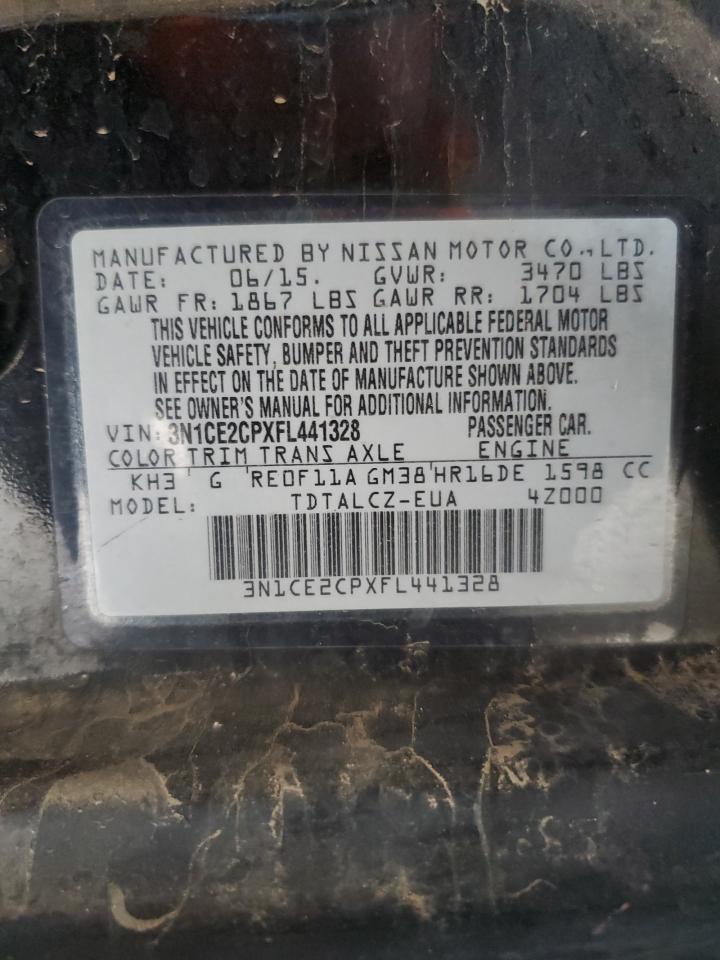 MANUFACTURED BY NISSAN MOTOR CO.,LTD.
DATE: 06/15. GVWR: 3470 LBS
GAWR FR: 1867 LBS GAWR RR: 1704 LBS
THIS VEHICLE CONFORMS TO ALL APPLICABLE FEDERAL MOTOR
VEHICLE SAFETY, BUMPER AND THEFT PREVENTION STANDARDS
IN EFFECT ON THE DATE OF MANUFACTURE SHOWN ABOVE.
SEE OWNER'S MANUAL FOR ADDITIONAL INFORMATION.
VIN: 3N1CE2CPXFL441328 PASSENGER CAR.
COLOR TRIM TRANS AXLE ENGINE
KH3 G RE0F11A GM38 HR16DE 1598 CC
MODEL: TDTALCZ-EUA 4Z000
3N1CE2CPXFL441328